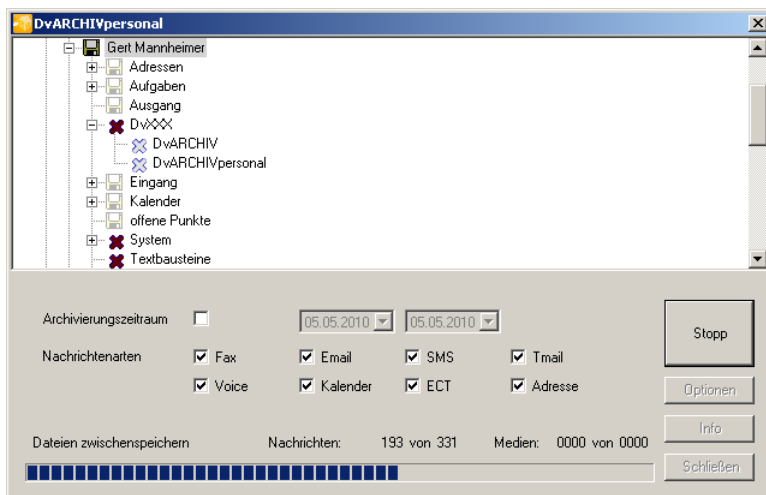 DvARCHIVpersonal
Gert Mannheimer
Adressen
Aufgaben
Ausgang
DvXXX
DvARCHIV
DvARCHIVpersonal
Eingang
Kalender
offene Punkte
System
Textbausteine
Archivierungszeitraum 05.05.2010 05.05.2010
Stopp
Nachrichtenarten Fax Email SMS Tmail
Voice Kalender ECT Adresse
Optionen
Info
Dateien zwischenspeichern Nachrichten: 193 von 331 Medien: 0000 von 0000
Schließen